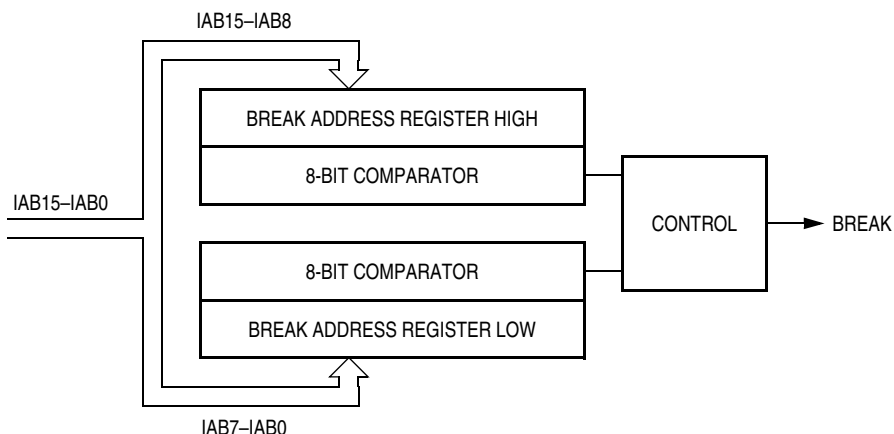 IAB15–IAB8
BREAK ADDRESS REGISTER HIGH
8-BIT COMPARATOR
IAB15–IAB0
CONTROL
BREAK
8-BIT COMPARATOR
BREAK ADDRESS REGISTER LOW
IAB7–IAB0